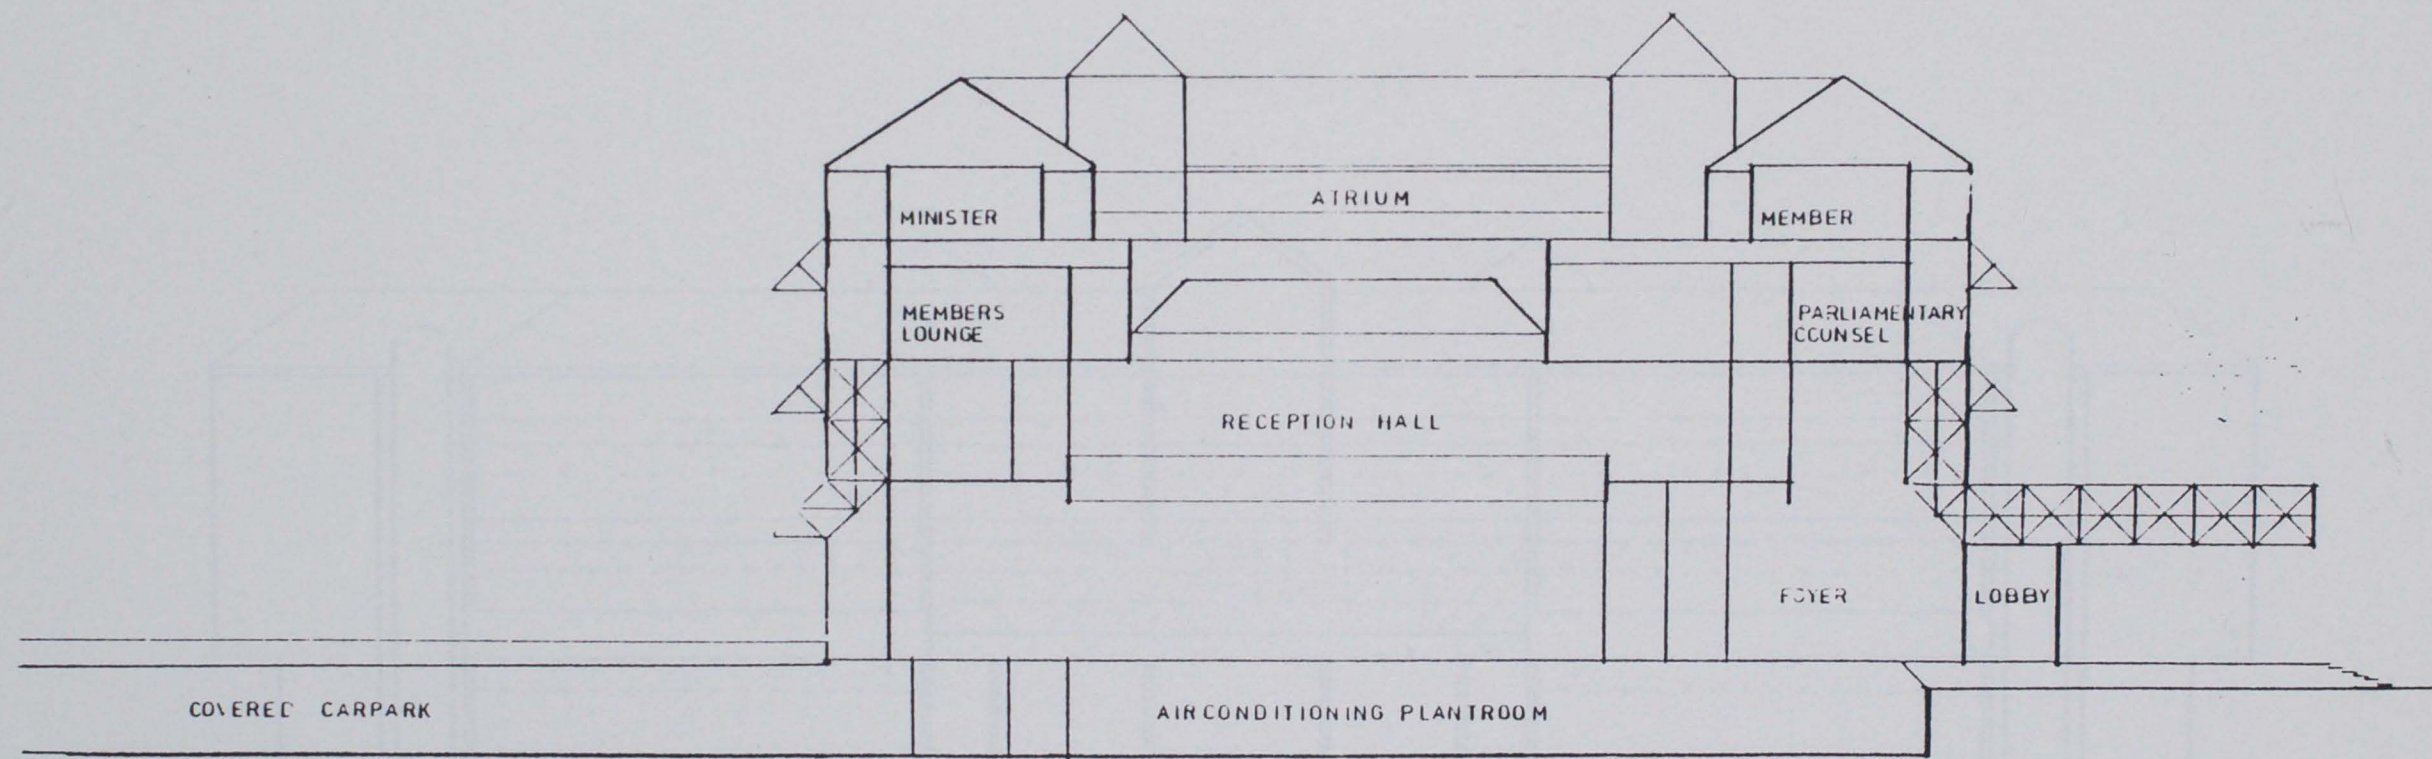 ATRIUM
MINISTER
MEMBER
MEMBERS
LOUNGE
PARLIAMENTARY
COUNSEL
RECEPTION HALL
FOYER
LOBBY
COVERED CARPARK
AIRCONDITIONING PLANTROOM